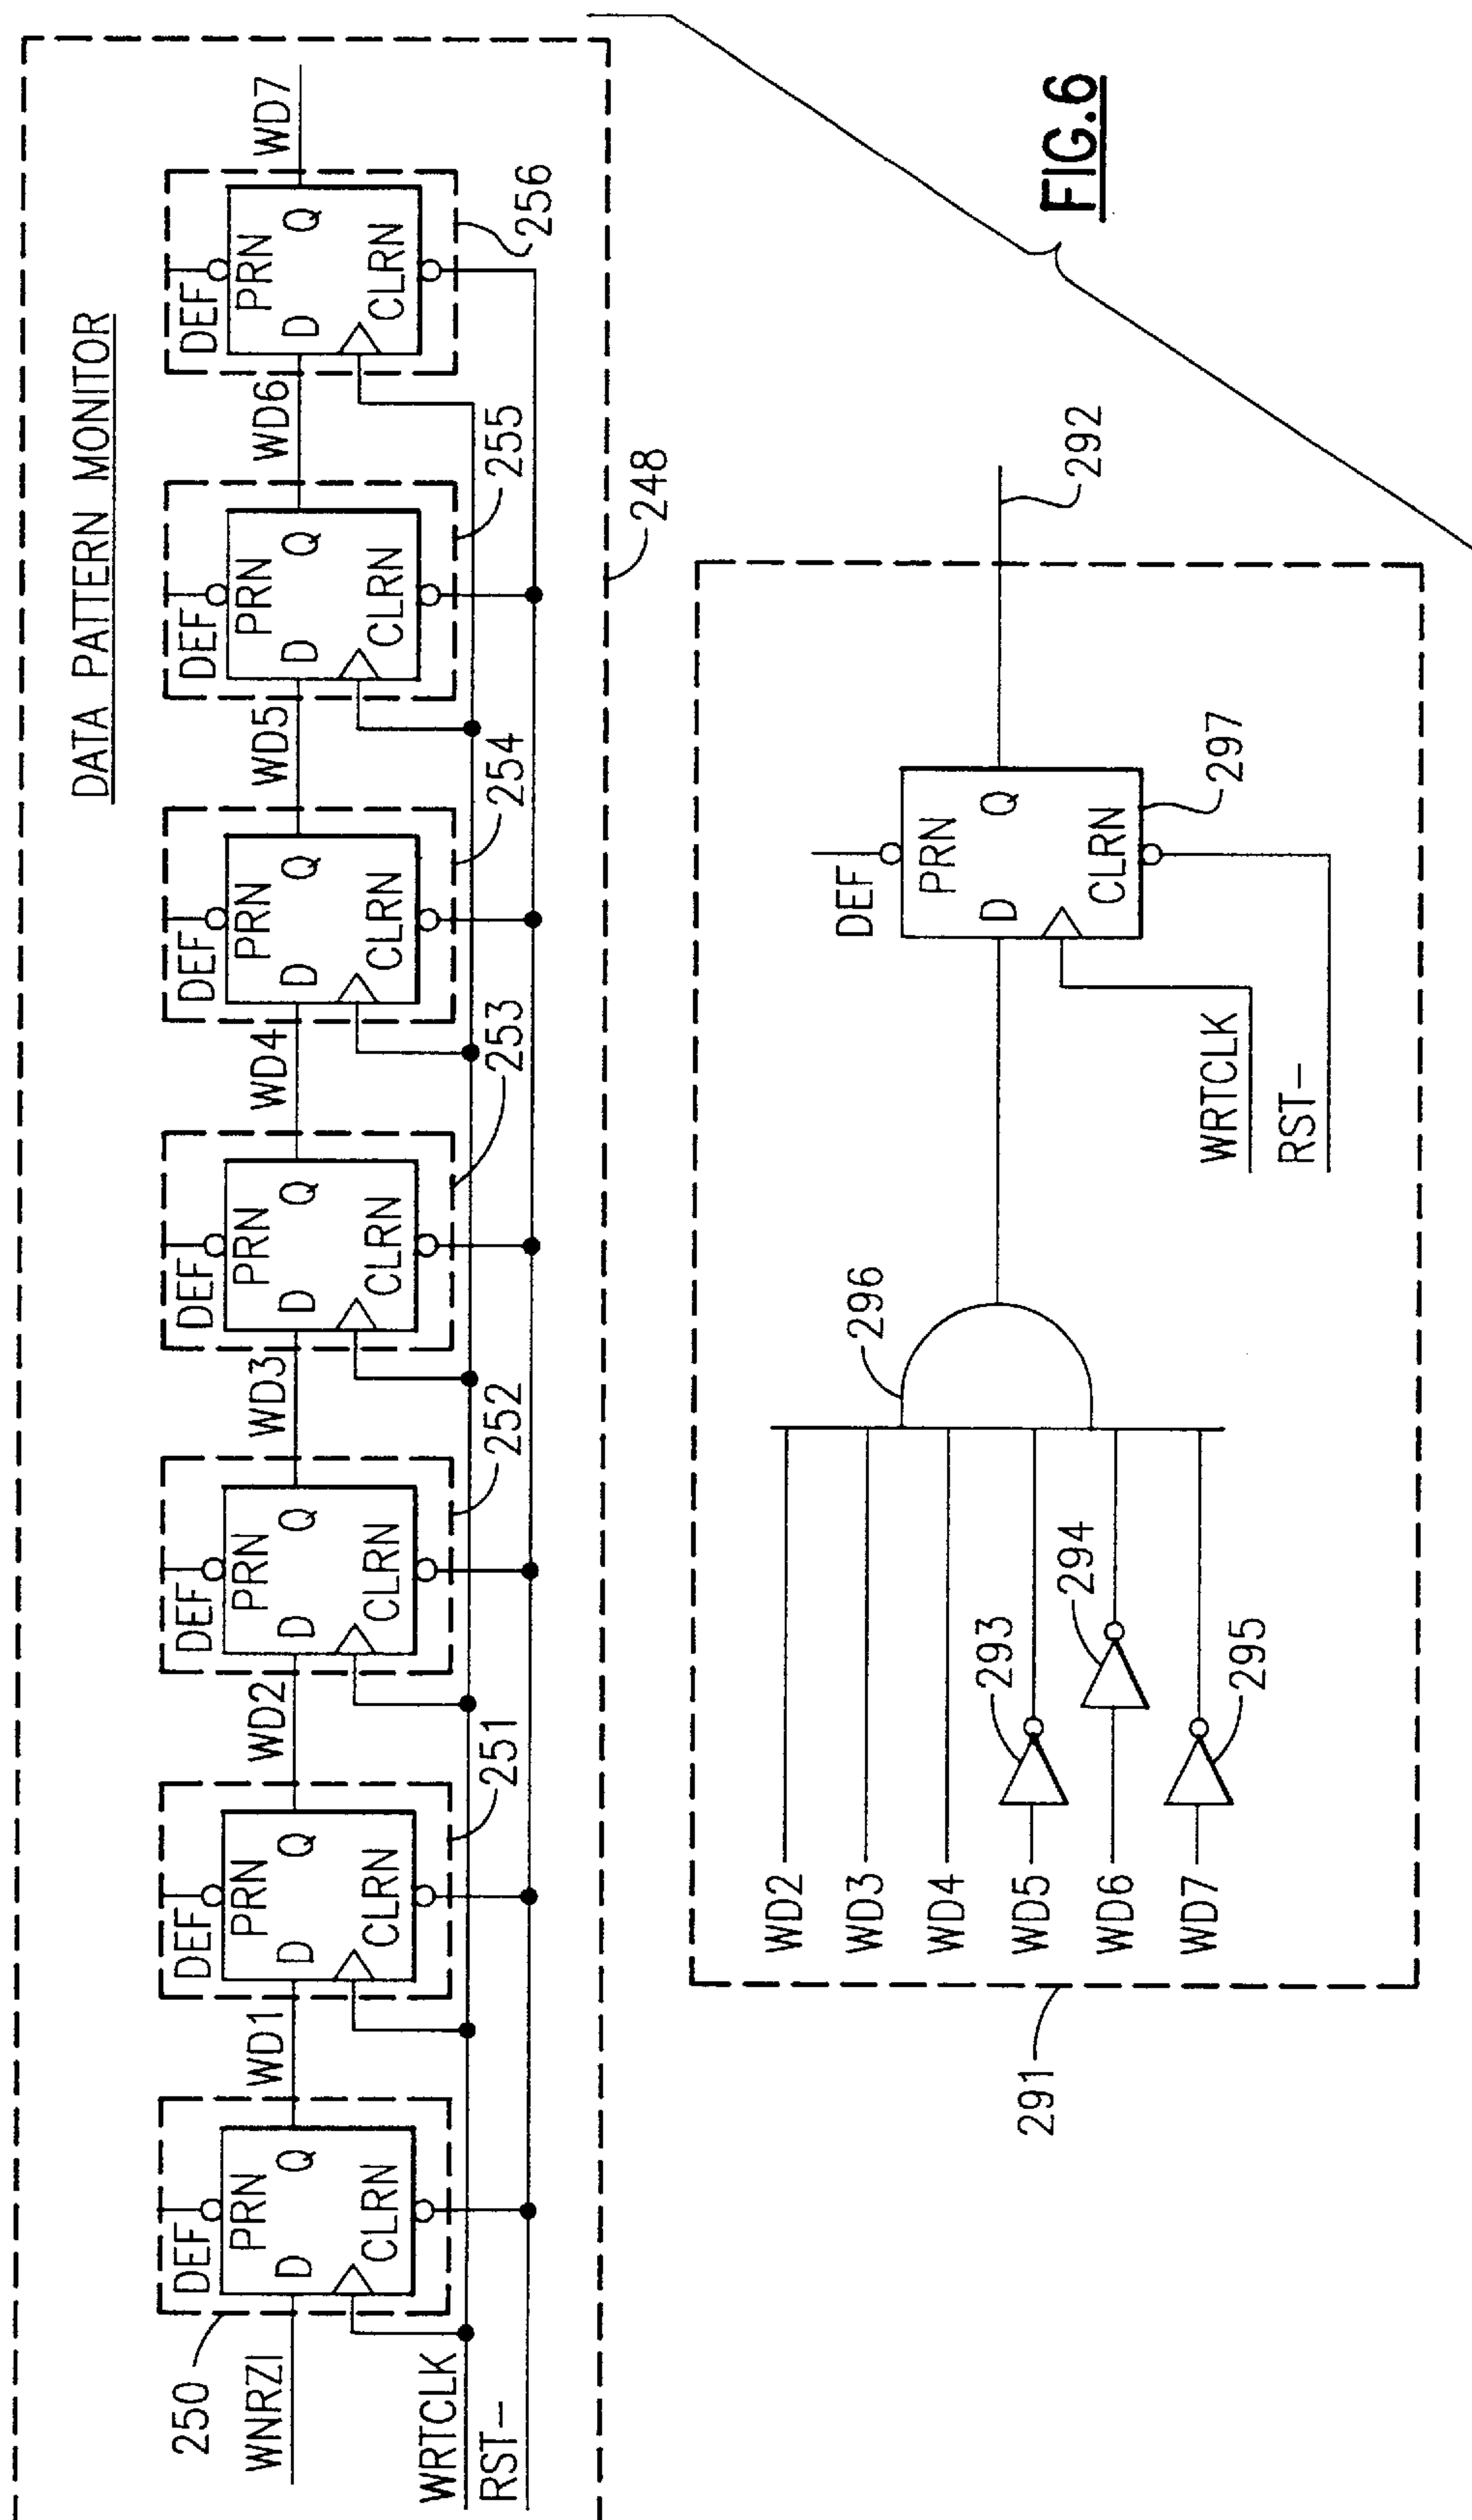 DATA PATTERN MONITOR
250
DEF
PRN
D
Q
CLRN
WNRZI
WD1
DEF
PRN
D
Q
CLRN
251
WD2
DEF
PRN
D
Q
CLRN
252
WD3
DEF
PRN
D
Q
CLRN
253
WD4
DEF
PRN
D
Q
CLRN
254
WD5
DEF
PRN
D
Q
CLRN
255
WD6
DEF
PRN
D
Q
CLRN
256
WD7
WRTCLK
RST-
248
291
WD2
WD3
WD4
WD5
WD6
WD7
293
294
295
296
DEF
PRN
D
Q
CLRN
297
WRTCLK
RST-
292
FIG.6